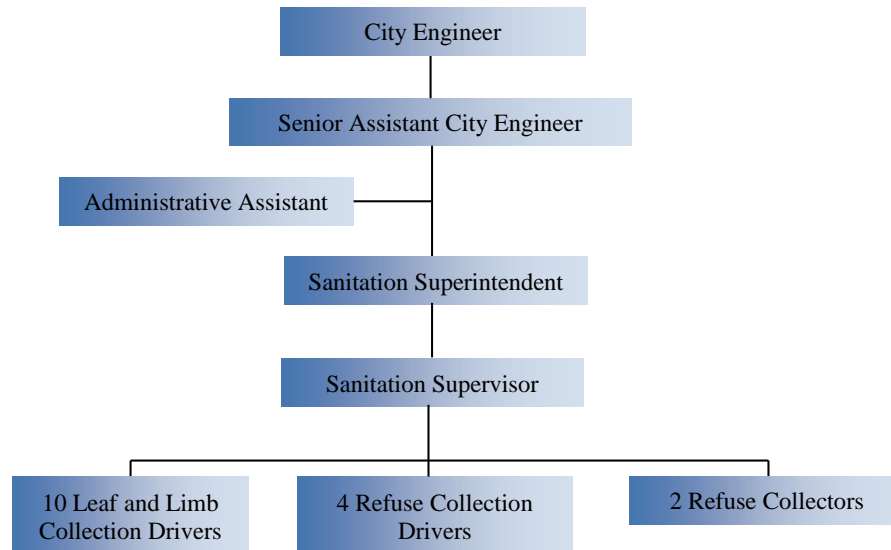 City Engineer
Senior Assistant City Engineer
Administrative Assistant
Sanitation Superintendent
Sanitation Supervisor
10 Leaf and Limb
Collection Drivers
4 Refuse Collection
Drivers
2 Refuse Collectors